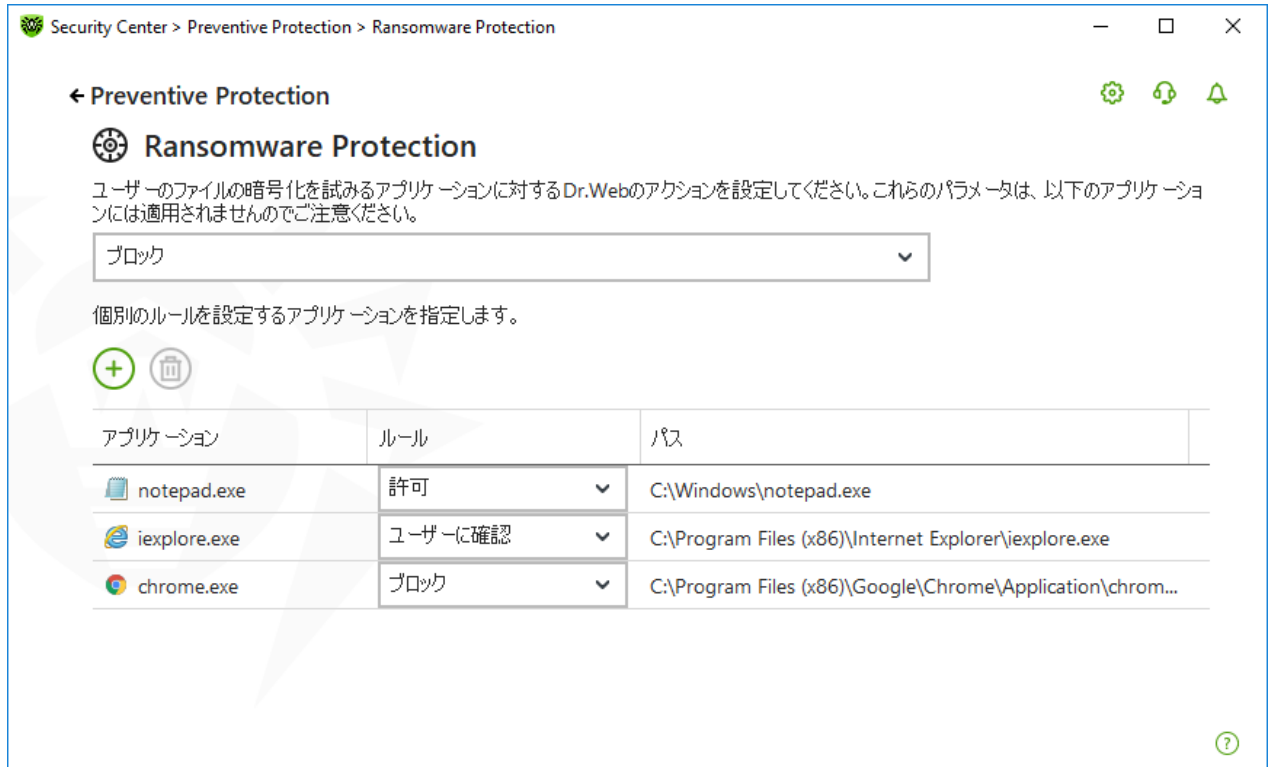 Security Center > Preventive Protection > Ransomware Protection
Preventive Protection
Ransomware Protection
ユーザーのファイルの暗号化を試みるアプリケーションに対するDr.Webのアクションを設定してください。これらのパラメータは、以下のアプリケーショ
ンには適用されませんのでご注意ください。
ブロック
個別のルールを設定するアプリケーションを指定します。
アプリケーション ルール パス
notepad.exe 許可 C:\Windows\notepad.exe
iexplore.exe ユーザーに確認 C:\Program Files (x86)\Internet Explorer\iexplore.exe
chrome.exe ブロック C:\Program Files (x86)\Google\Chrome\Application\chrom...